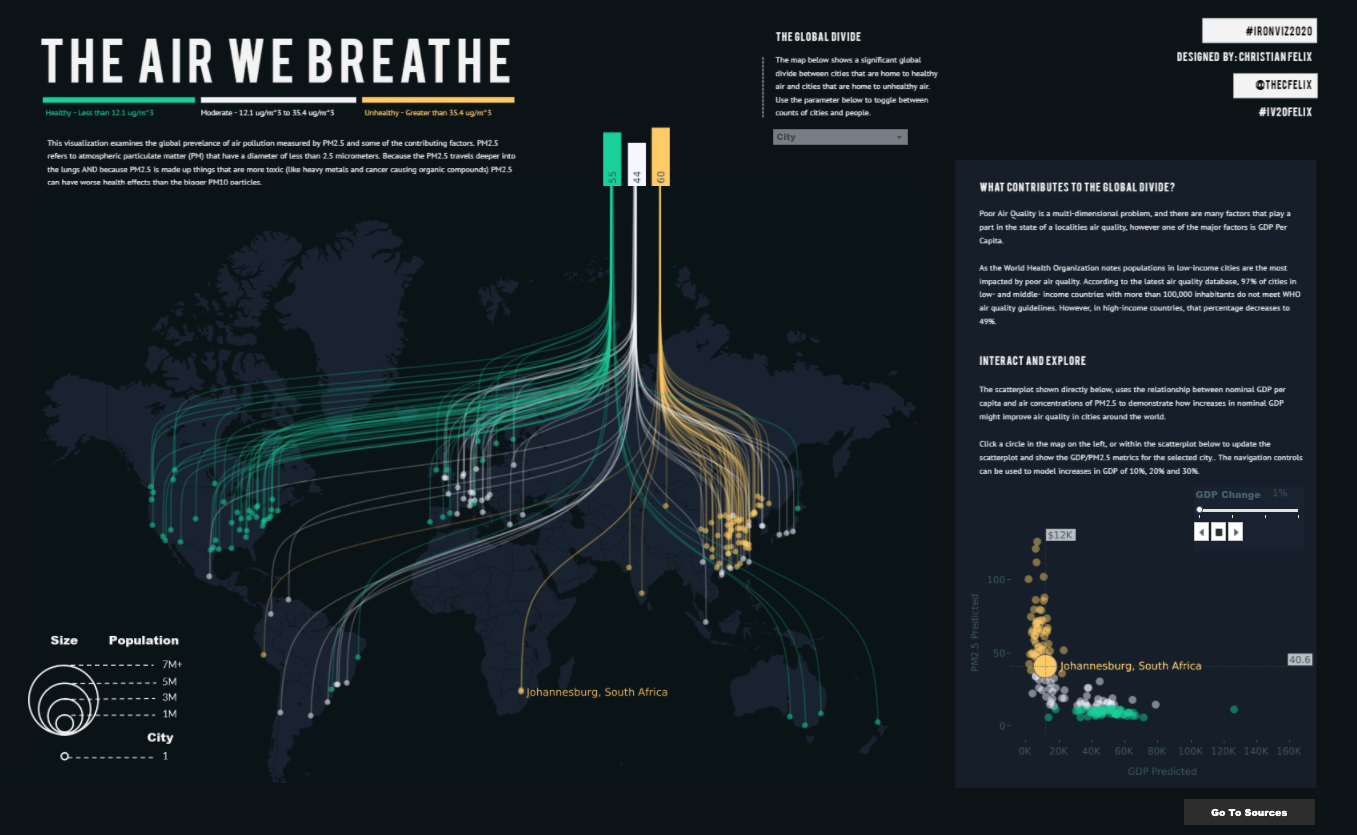 THE AIR WE BREATHE
Healthy - Less than 12.1 ug/m^3
Moderate - 12.1 ug/m^3 to 35.4 ug/m^3
Unhealthy - Greater than 35.4 ug/m^3
This visualization examines the global prevelance of air pollution measured by PM2.5 and some of the contributing factors. PM2.5
refers to atmospheric particulate matter (PM) that have a diameter of less than 2.5 micrometers. Because the PM2.5 travels deeper into
the lungs AND because PM2.5 is made up things that are more toxic (like heavy metals and cancer causing organic compounds) PM2.5
can have worse health effects than the bigger PM10 particles.
THE GLOBAL DIVIDE
The map below shows a significant global
divide between cities that are home to healthy
air and cities that are home to unhealthy air.
Use the parameter below to toggle between
counts of cities and people.
City
#IRONVIZ2020
DESIGNED BY: CHRISTIAN FELIX
@THECFELIX
#IV20FELIX
55
44
60
Johannesburg, South Africa
Size Population
7M+
5M
3M
1M
City
1
WHAT CONTRIBUTES TO THE GLOBAL DIVIDE?
Poor Air Quality is a multi-dimensional problem, and there are many factors that play a
part in the state of a localities air quality, however one of the major factors is GDP Per
Capita.
As the World Health Organization notes populations in low-income cities are the most
impacted by poor air quality. According to the latest air quality database, 97% of cities in
low- and middle- income countries with more than 100,000 inhabitants do not meet WHO
air quality guidelines. However, in high-income countries, that percentage decreases to
49%.
INTERACT AND EXPLORE
The scatterplot shown directly below, uses the relationship between nominal GDP per
capita and air concentrations of PM2.5 to demonstrate how increases in nominal GDP
might improve air quality in cities around the world.
Click a circle in the map on the left, or within the scatterplot below to update the
scatterplot and show the GDP/PM2.5 metrics for the selected city.. The navigation controls
can be used to model increases in GDP of 10%, 20% and 30%.
GDP Change 1%
$12K
100
50
0
PM2.5 Predicted
Johannesburg, South Africa
40.6
0K 20K 40K 60K 80K 100K 120K 140K 160K
GDP Predicted
Go To Sources